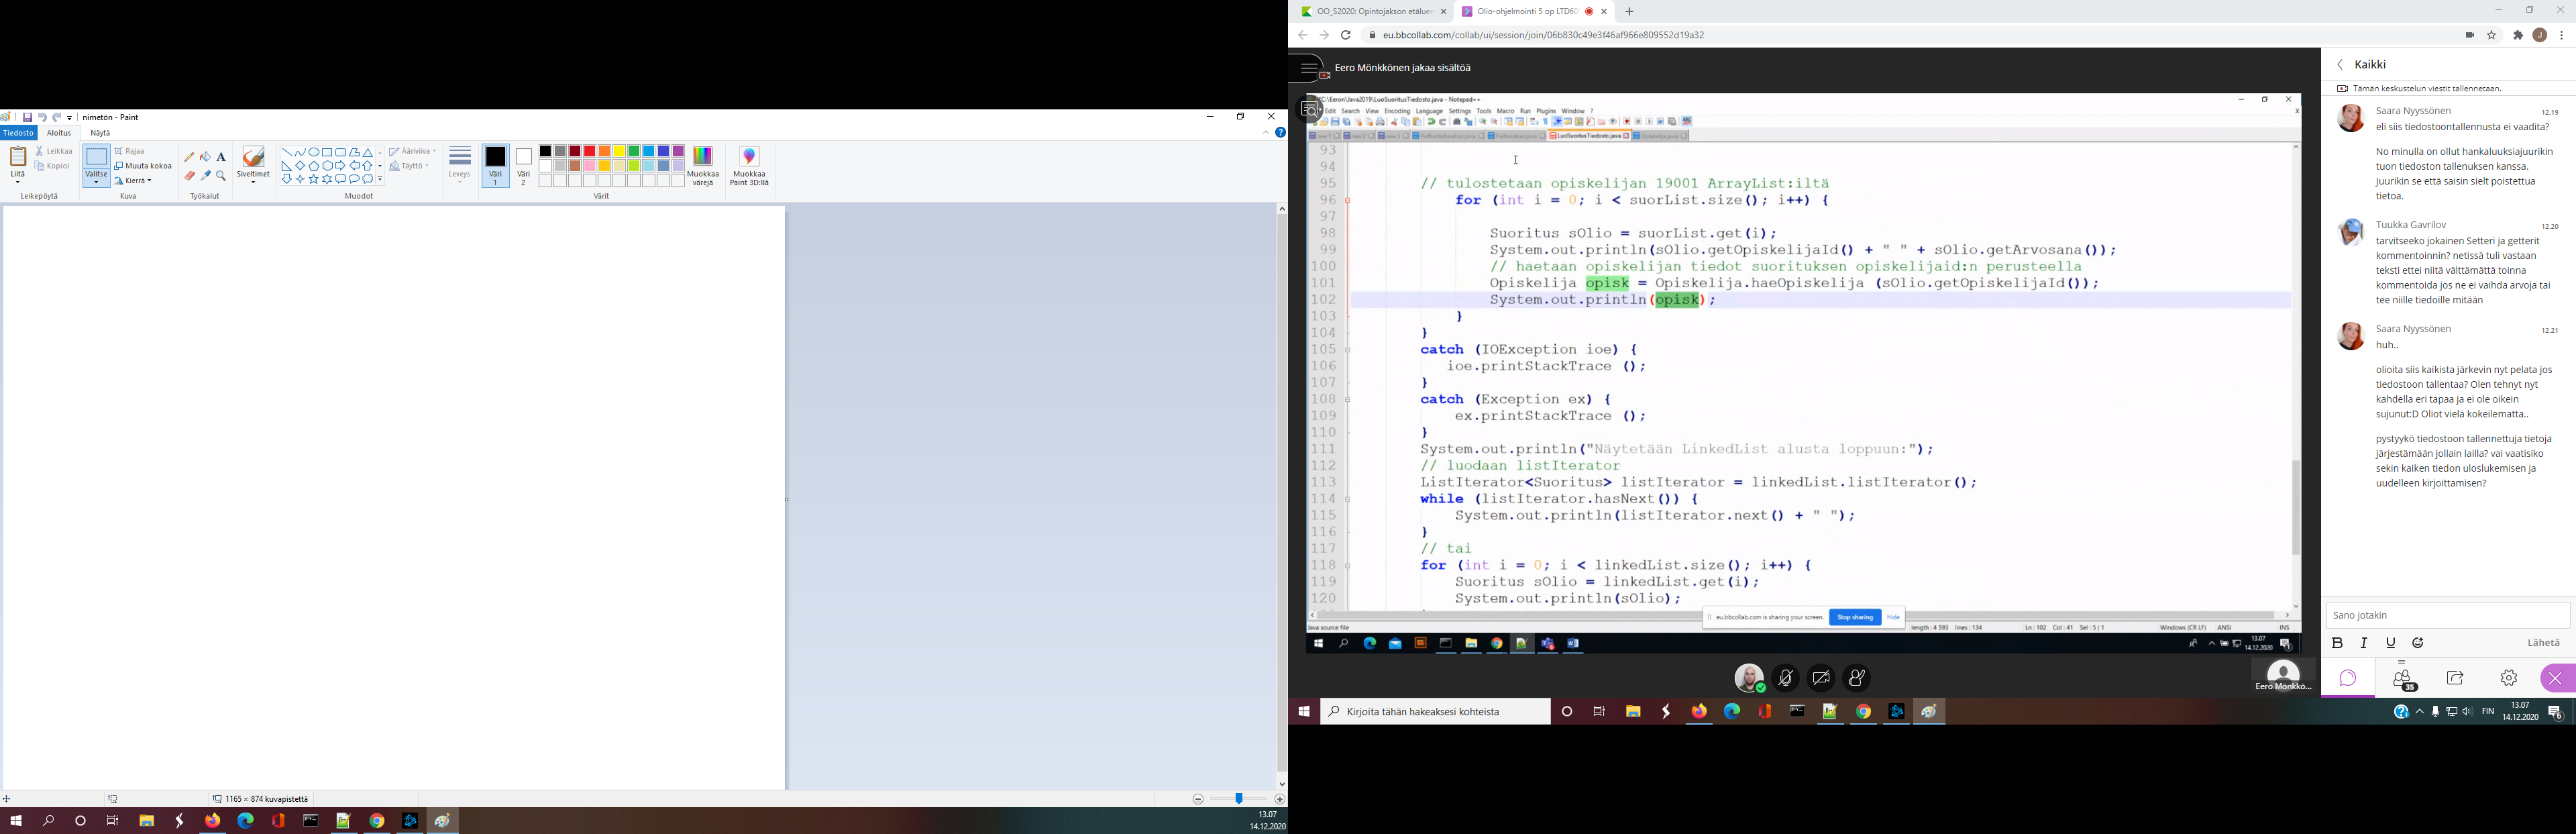 nimetön - Paint
Tiedosto Aloitus Näytä
Liitä
Leikkaa
Kopioi
Leikepöytä
Valitse
Rajaa
Muuta kokoa
Kierrä
Kuva
Työkalut
Siveltimet
Ääriviiva
Täyttö
Muodot
Leveys
Väri 1
Väri 2
Muokkaa värejä
Värit
Muokkaa Paint 3D:llä
1165 × 874 kuvapistettä
13.07
14.12.2020
OO_S2020: Opintojakson etäluen
Olio-ohjelmointi 5 op LTD60
eu.bbcollab.com/collab/ui/session/join/06b830c49e3f46af966e809552d19a32
J
Eero Mönkkönen jakaa sisältöä
C:\Eeron\Java2019\LuoSuoritusTiedosto.java - Notepad++
Edit Search View Encoding Language Settings Tools Macro Run Plugins Window ?
new 1 new 2 new 3 LuoSuoritusTiedosto.java Opiskelija.java
93
94
95 // tulostetaan opiskelijan 19001 ArrayList:iltä
96 for (int i = 0; i < suorList.size(); i++) {
97
98 Suoritus sOlio = suorList.get(i);
99 System.out.println(sOlio.getOpiskelijaId() + " " + sOlio.getArvosana());
100 // haetaan opiskelijan tiedot suorituksen opiskelijaid:n perusteella
101 Opiskelija opisk = Opiskelija.haeOpiskelija (sOlio.getOpiskelijaId());
102 System.out.println(opisk);
103 }
104 }
105 catch (IOException ioe) {
106 ioe.printStackTrace ();
107 }
108 catch (Exception ex) {
109 ex.printStackTrace ();
110 }
111 System.out.println("Näytetään LinkedList alusta loppuun:");
112 // luodaan listIterator
113 ListIterator<Suoritus> listIterator = linkedList.listIterator();
114 while (listIterator.hasNext()) {
115 System.out.println(listIterator.next() + " ");
116 }
117 // tai
118 for (int i = 0; i < linkedList.size(); i++) {
119 Suoritus sOlio = linkedList.get(i);
120 System.out.println(sOlio);
eu.bbcollab.com is sharing your screen. Stop sharing Hide
Java source file length : 4 593 lines : 134 Ln : 102 Col : 41 Sel : 5 | 1 Windows (CR LF) ANSI INS
13.07
14.12.2020
Eero Mönkkö...
Kaikki
Tämän keskustelun viestit tallennetaan.
Saara Nyyssönen 12.19
eli siis tiedostoontallennusta ei vaadita?
No minulla on ollut hankaluuksiajuurikin
tuon tiedoston tallenuksen kanssa.
Juurikin se että saisin sielt poistettua
tietoa.
Tuukka Gavrilov 12.20
tarvitseeko jokainen Setteri ja getterit
kommentoinnin? netissä tuli vastaan
teksti ettei niitä välttämättä toinna
kommentoida jos ne ei vaihda arvoja tai
tee niille tiedoille mitään
Saara Nyyssönen 12.21
huh..
olioita siis kaikista järkevin nyt pelata jos
tiedostoon tallentaa? Olen tehnyt nyt
kahdella eri tapaa ja ei ole oikein
sujunut:D Oliot vielä kokeilematta..
pystyykö tiedostoon tallennettuja tietoja
järjestämään jollain lailla? vai vaatisiko
sekin kaiken tiedon uloslukemisen ja
uudelleen kirjoittamisen?
Sano jotakin
B I U Lähetä
35
Kirjoita tähän hakeaksesi kohteista
FIN
13.07
14.12.2020
6